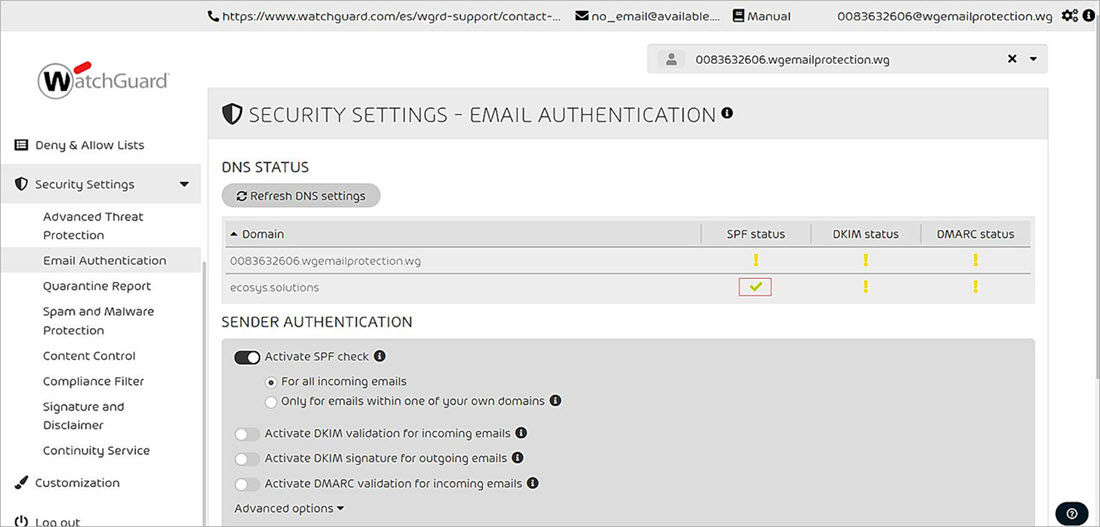 https://www.watchguard.com/es/wgrd-support/contact-... no_email@available.... Manual 0083632606@wgemailprotection.wg
0083632606.wgemailprotection.wg
WatchGuard
SECURITY SETTINGS - EMAIL AUTHENTICATION
Deny & Allow Lists
Security Settings
Advanced Threat
Protection
Email Authentication
Quarantine Report
Spam and Malware
Protection
Content Control
Compliance Filter
Signature and
Disclaimer
Continuity Service
Customization
Log out
DNS STATUS
Refresh DNS settings
Domain SPF status DKIM status DMARC status
0083632606.wgemailprotection.wg
ecosys.solutions
SENDER AUTHENTICATION
Activate SPF check
For all incoming emails
Only for emails within one of your own domains
Activate DKIM validation for incoming emails
Activate DKIM signature for outgoing emails
Activate DMARC validation for incoming emails
Advanced options